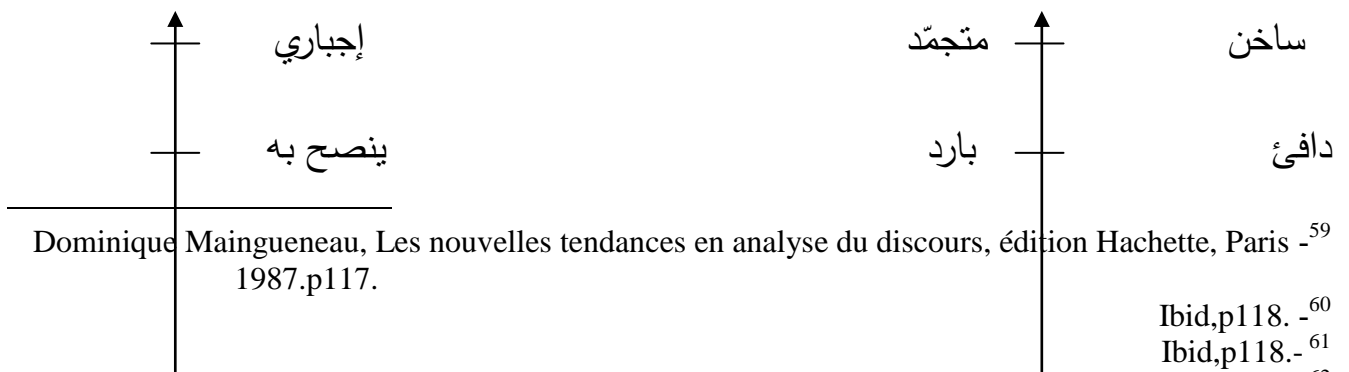 ساخن متجمّد إجباري
دافئ بارد ينصح به
Dominique Maingueneau, Les nouvelles tendances en analyse du discours, édition Hachette, Paris -59
1987.p117.
Ibid,p118. -60
Ibid,p118.- 61